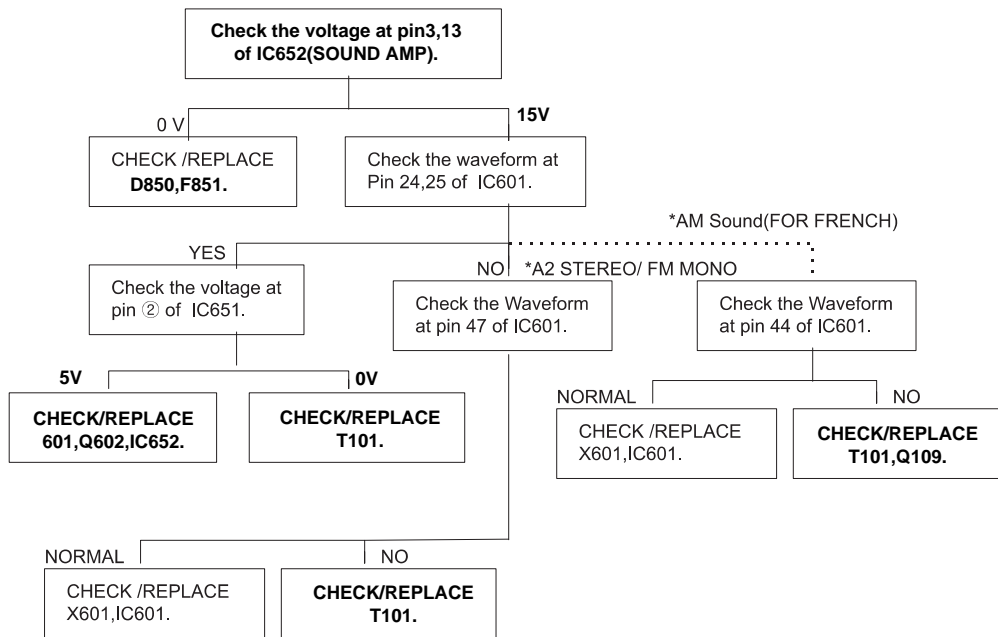 Check the voltage at pin3,13
of IC652(SOUND AMP).
0 V
15V
CHECK /REPLACE
D850,F851.
Check the waveform at
Pin 24,25 of IC601.
*AM Sound(FOR FRENCH)
YES
NO
*A2 STEREO/ FM MONO
Check the voltage at
pin ② of IC651.
Check the Waveform
at pin 47 of IC601.
Check the Waveform
at pin 44 of IC601.
5V
0V
CHECK/REPLACE
601,Q602,IC652.
CHECK/REPLACE
T101.
NORMAL
NO
CHECK /REPLACE
X601,IC601.
CHECK/REPLACE
T101,Q109.
NORMAL
NO
CHECK /REPLACE
X601,IC601.
CHECK/REPLACE
T101.